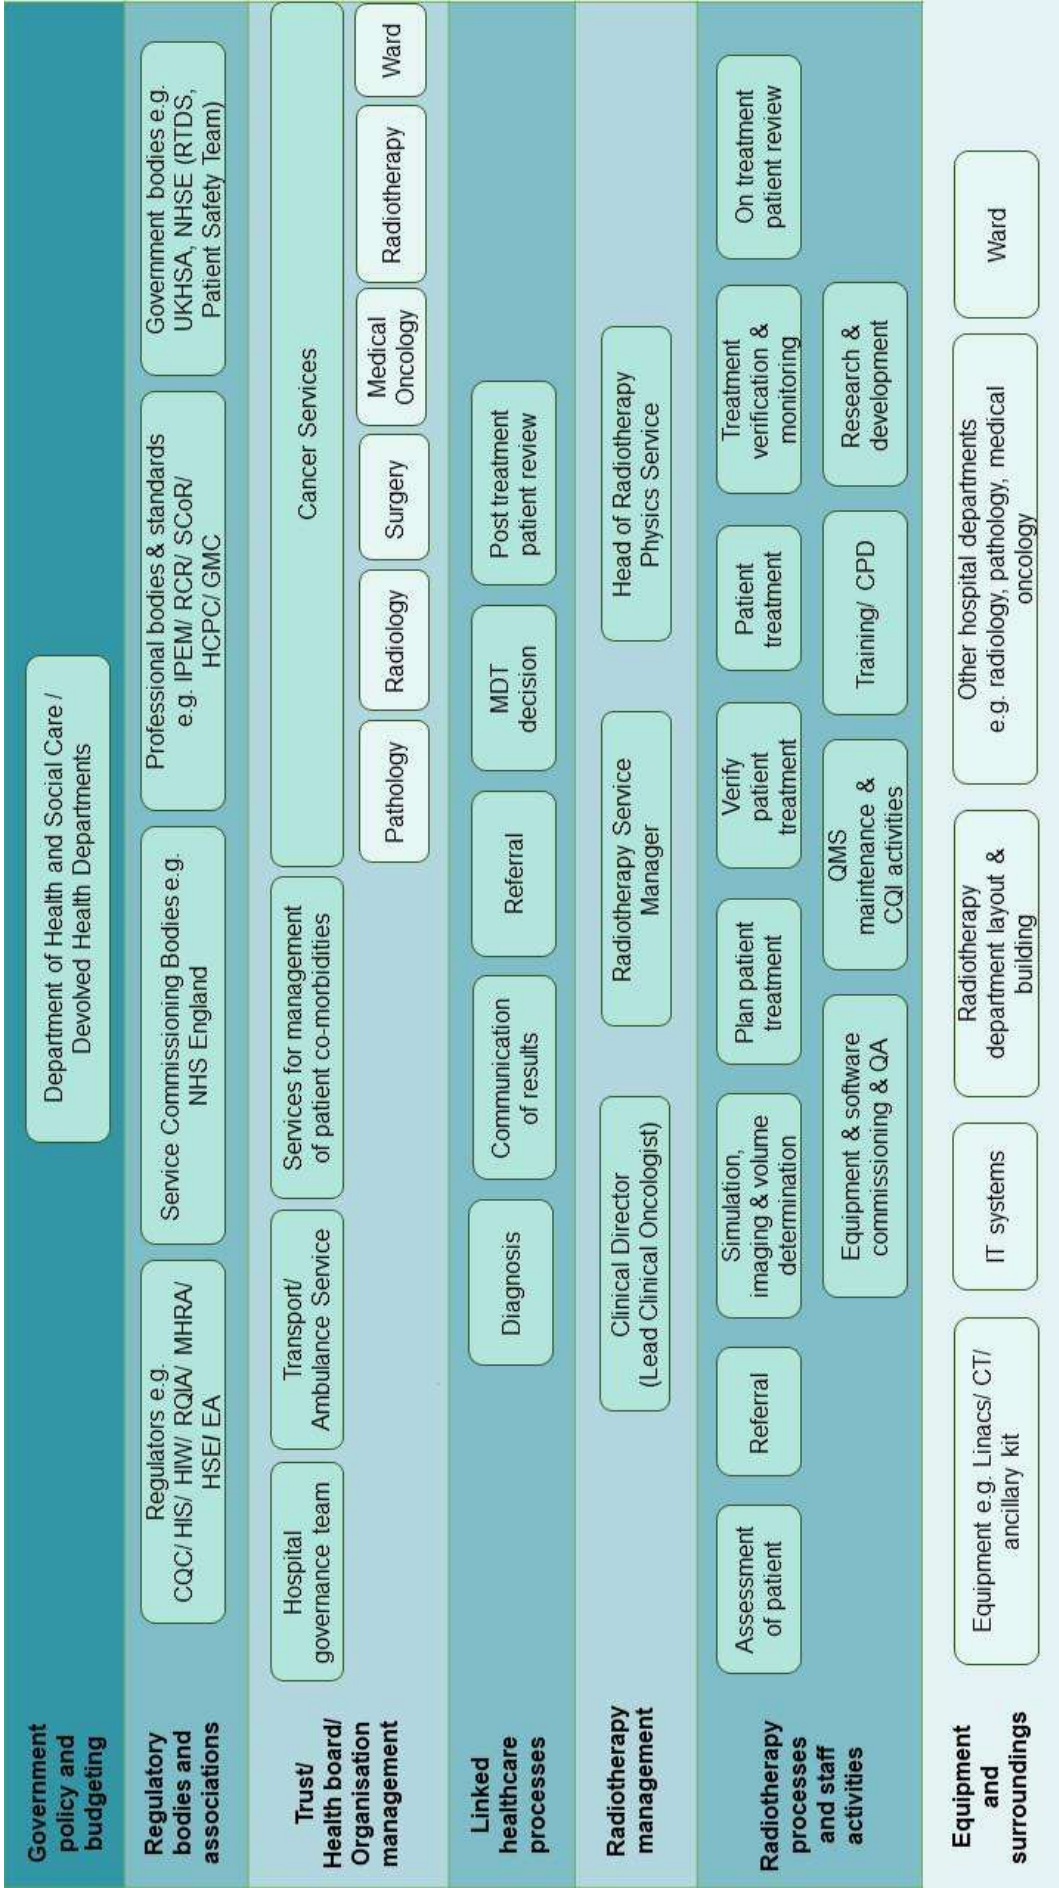 Government
policy and
budgeting
Department of Health and Social Care /
Devolved Health Departments
Regulatory
bodies and
associations
Regulators e.g.
CQC/ HIS/ HIW/ RQIA/ MHRA/
HSE/ EA
Service Commissioning Bodies e.g.
NHS England
Professional bodies & standards
e.g. IPEM/ RCR/ SCoR/
HCPC/ GMC
Government bodies e.g.
UKHSA, NHSE (RTDS,
Patient Safety Team)
Trust/
Health board/
Organisation
management
Hospital
governance team
Transport/
Ambulance Service
Services for management
of patient co-morbidities
Cancer Services
Pathology
Radiology
Surgery
Medical
Oncology
Radiotherapy
Ward
Linked
healthcare
processes
Diagnosis
Communication
of results
Referral
MDT
decision
Post treatment
patient review
Radiotherapy
management
Clinical Director
(Lead Clinical Oncologist)
Radiotherapy Service
Manager
Head of Radiotherapy
Physics Service
Radiotherapy
processes
and staff
activities
Assessment
of patient
Referral
Simulation,
imaging & volume
determination
Plan patient
treatment
Verify
patient
treatment
Patient
treatment
Treatment
verification &
monitoring
On treatment
patient review
Equipment & software
commissioning & QA
QMS
maintenance &
CQI activities
Training/ CPD
Research &
development
Equipment
and
surroundings
Equipment e.g. Linacs/ CT/
ancillary kit
IT systems
Radiotherapy
department layout &
building
Other hospital departments
e.g. radiology, pathology, medical
oncology
Ward